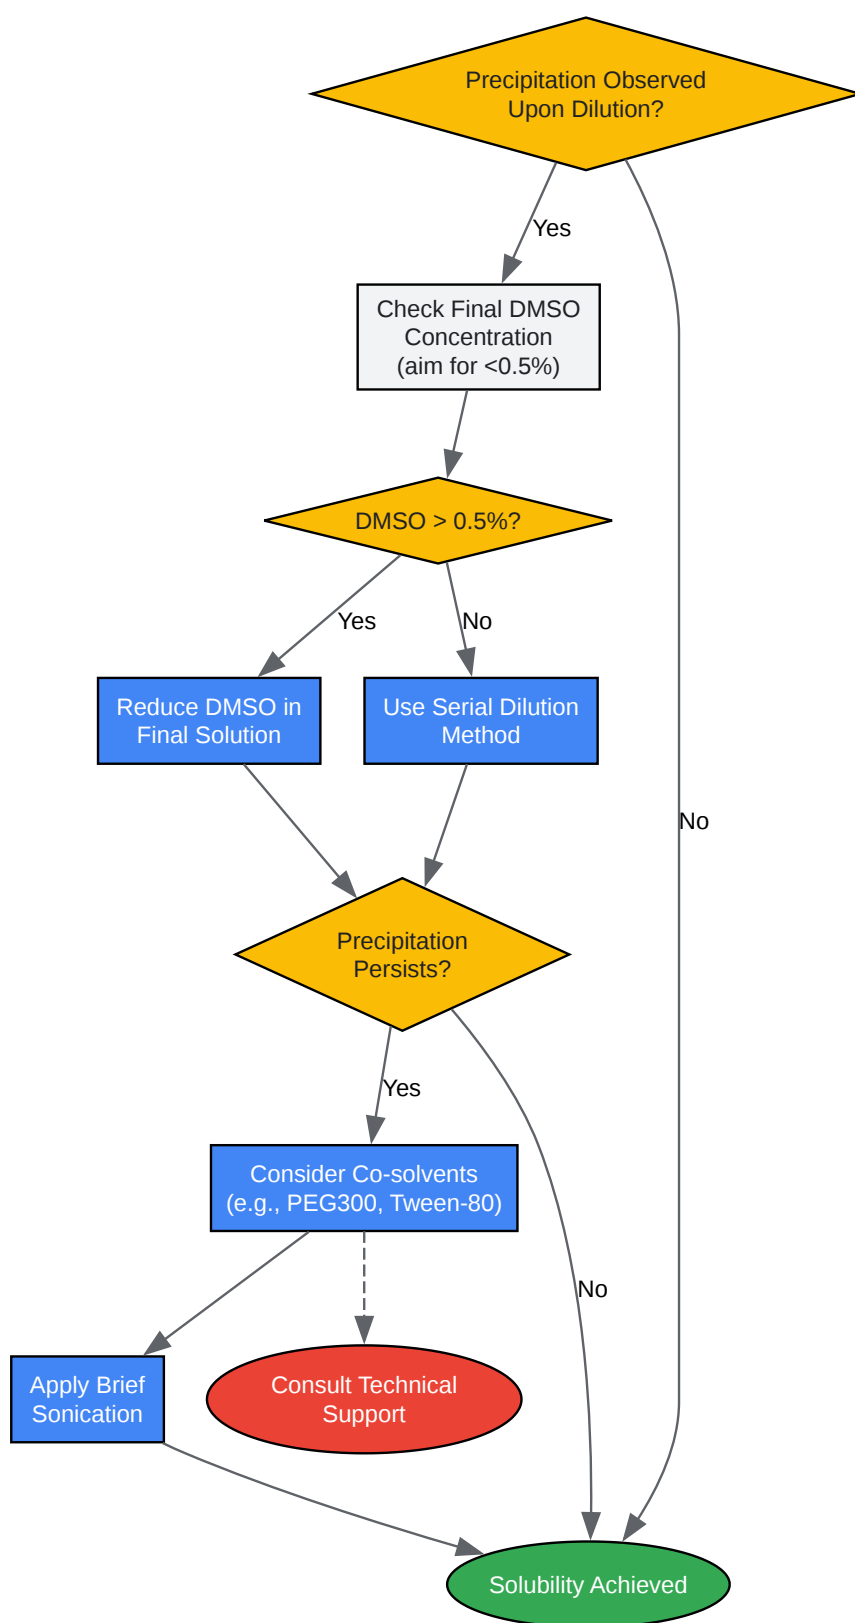 Precipitation Observed
Upon Dilution?
Yes
Check Final DMSO
Concentration
(aim for <0.5%)
DMSO > 0.5%?
Yes
No
Reduce DMSO in
Final Solution
Use Serial Dilution
Method
No
Precipitation
Persists?
Yes
Consider Co-solvents
(e.g., PEG300, Tween-80)
No
Apply Brief
Sonication
Consult Technical
Support
Solubility Achieved